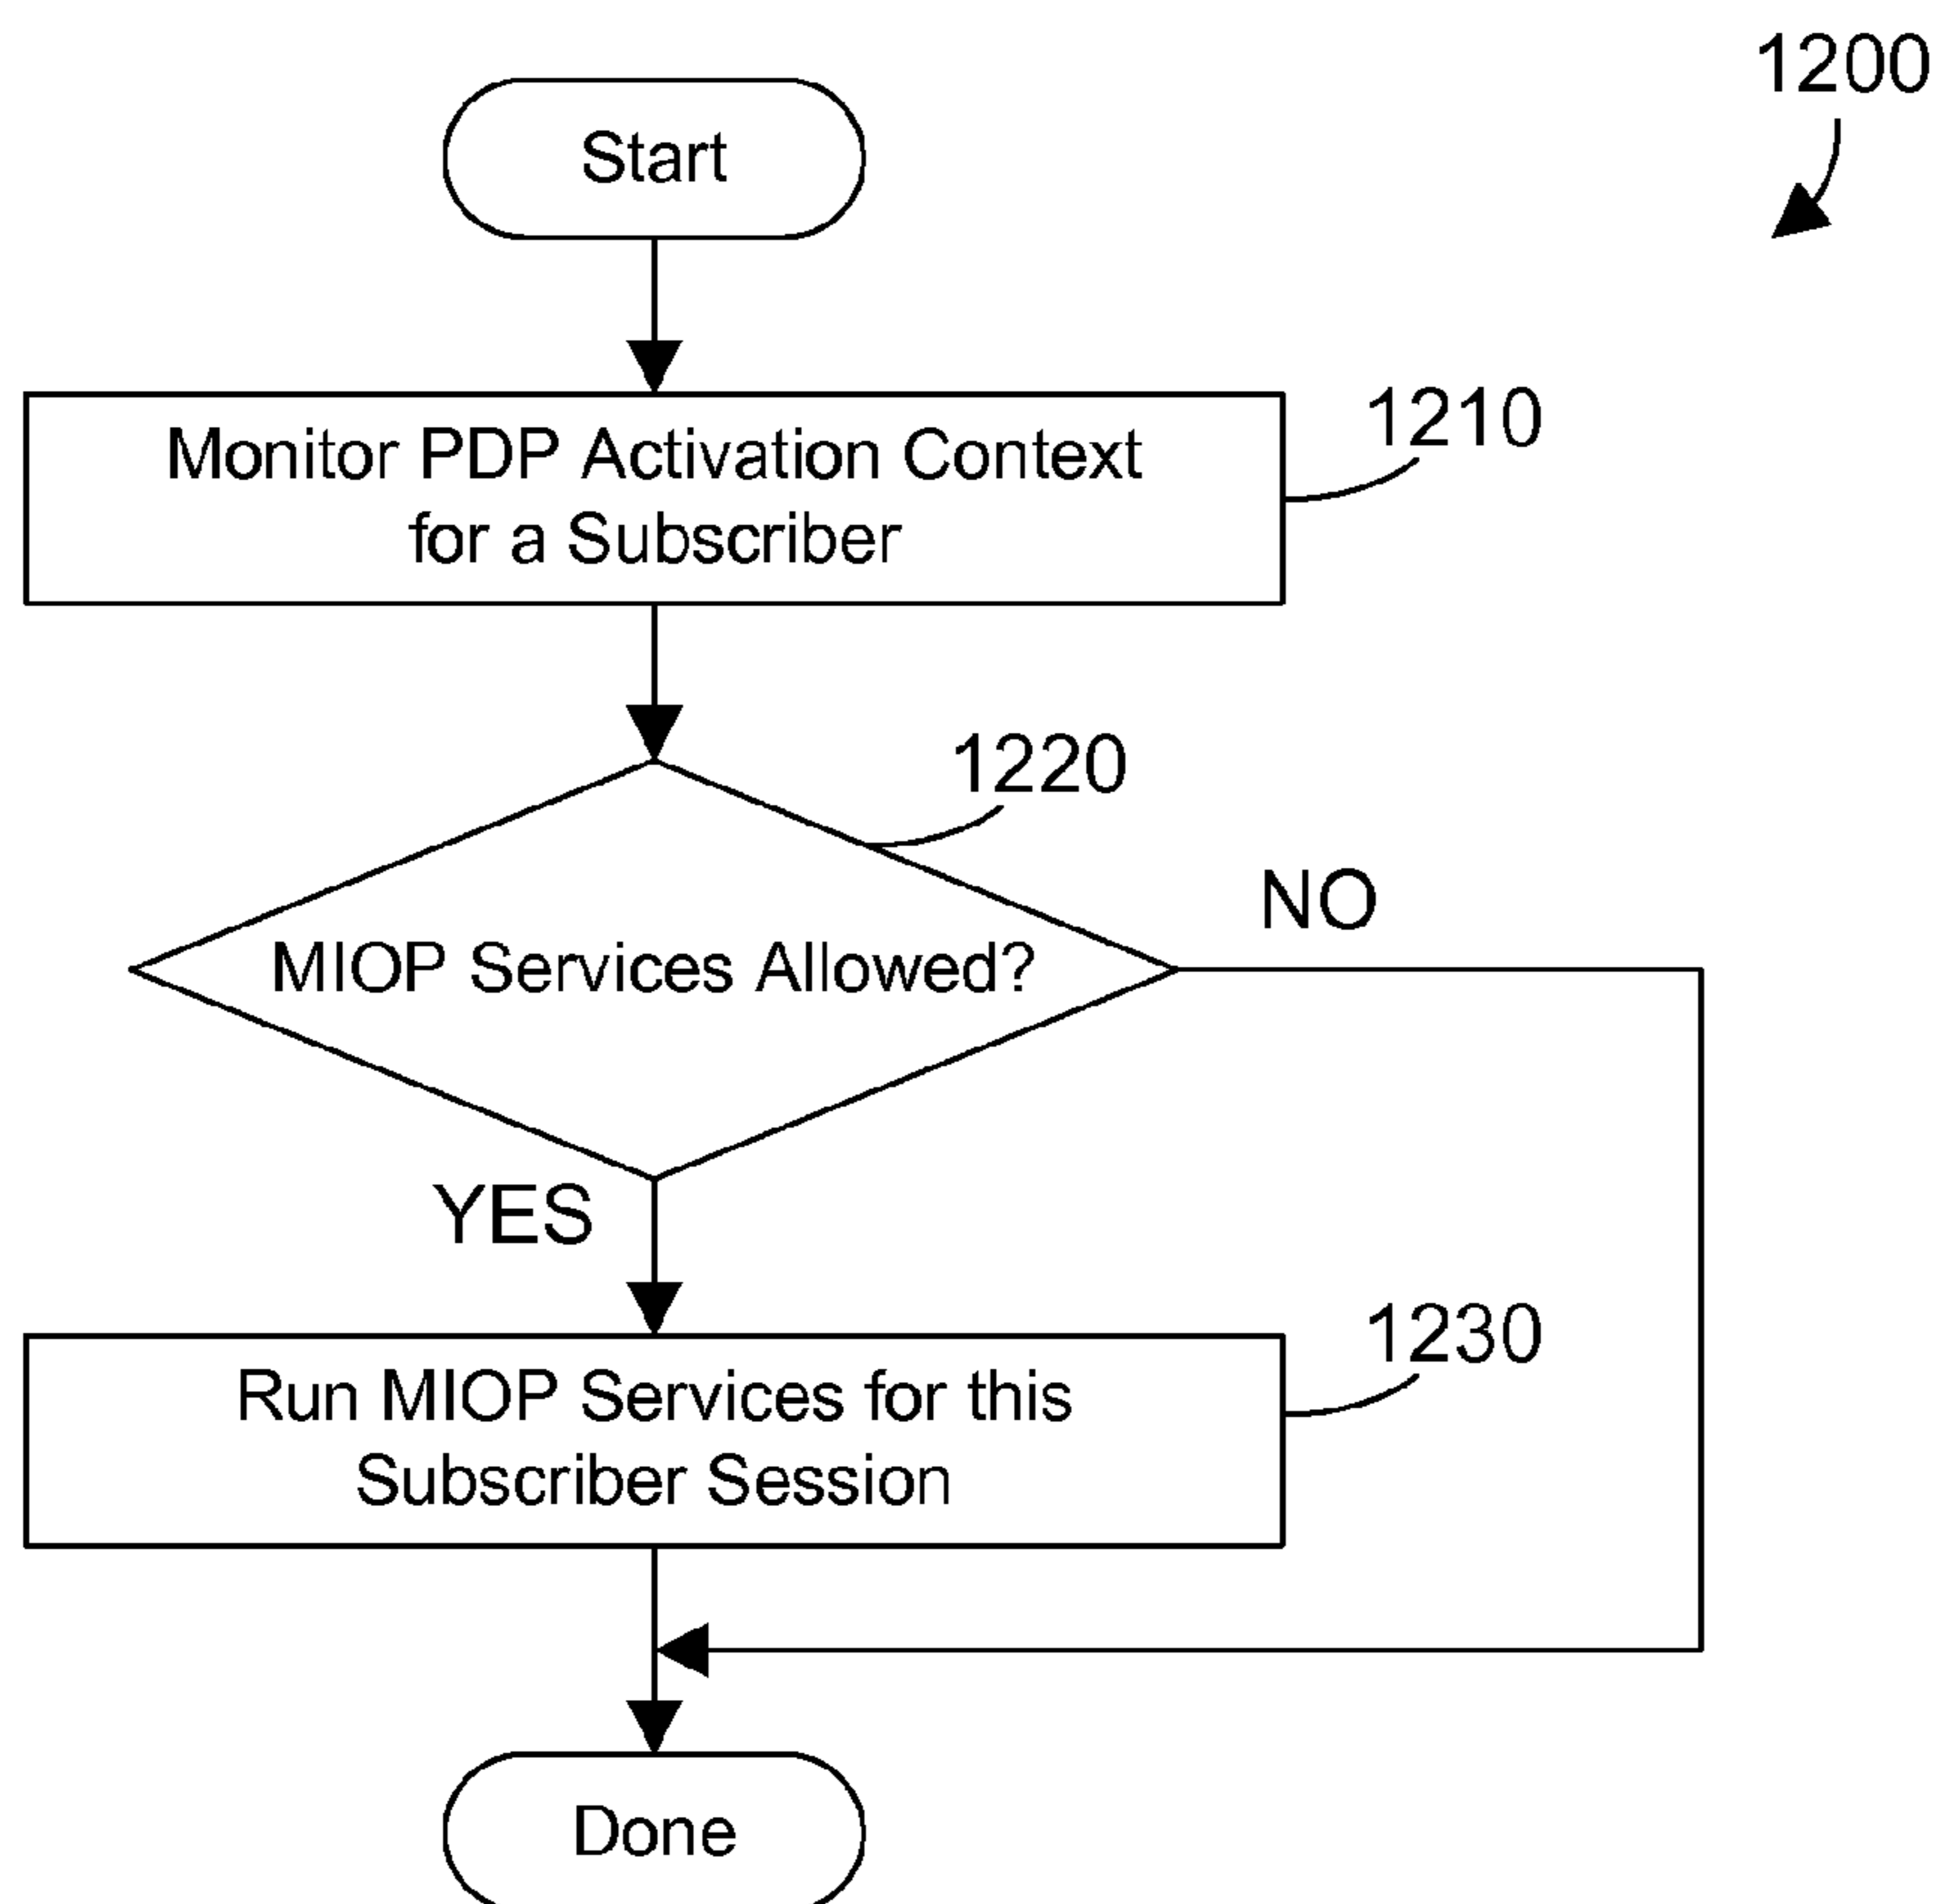 1200
Start
Monitor PDP Activation Context
for a Subscriber
1210
1220
MIOP Services Allowed?
NO
YES
Run MIOP Services for this
Subscriber Session
1230
Done